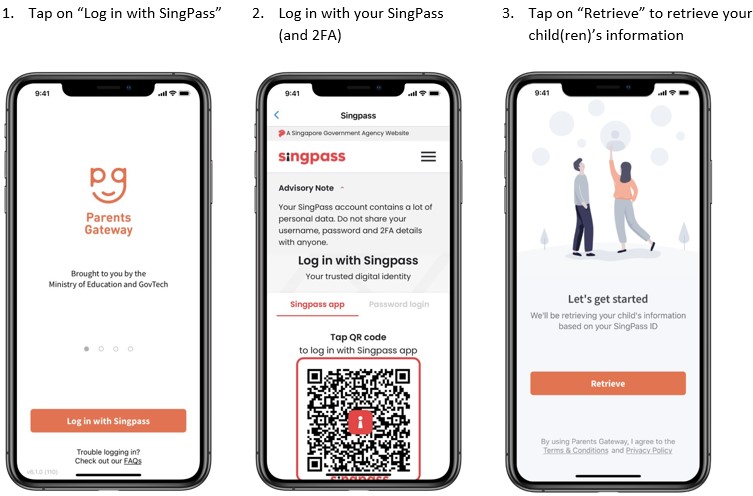 1. Tap on “Log in with SingPass”
2. Log in with your SingPass
(and 2FA)
3. Tap on “Retrieve” to retrieve your
child(ren)’s information
9:41
pg
Parents
Gateway
Brought to you by the
Ministry of Education and GovTech
Log in with Singpass
Trouble logging in?
Check out our FAQs
v6.1.0 (110)
9:41
Singpass
A Singapore Government Agency Website
singpass
Advisory Note
Your SingPass account contains a lot of
personal data. Do not share your
username, password and 2FA details
with anyone.
Log in with Singpass
Your trusted digital identity
Singpass app Password login
Tap QR code
to log in with Singpass app
singpass
9:41
Let's get started
We'll be retrieving your child's information
based on your SingPass ID
Retrieve
By using Parents Gateway, I agree to the
Terms & Conditions and Privacy Policy